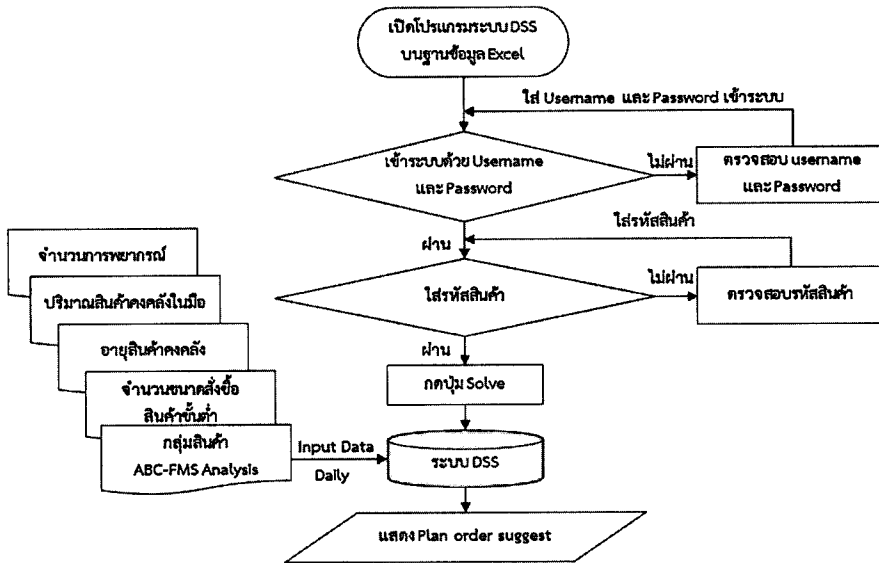 เปิดโปรแกรมระบบ DSS
บนฐานข้อมูล Excel
ใส่ Username และ Password เข้าระบบ
เข้าระบบด้วย Username
และ Password
ไม่ผ่าน
ตรวจสอบ username
และ Password
ผ่าน
ใส่รหัสสินค้า
ใส่รหัสสินค้า
ไม่ผ่าน
ตรวจสอบรหัสสินค้า
ผ่าน
กดปุ่ม Solve
จำนวนการพยากรณ์
ปริมาณสินค้าคงคลังในมือ
อายุสินค้าคงคลัง
จำนวนขนาดสั่งซื้อ
สินค้าขั้นต่ำ
กลุ่มสินค้า
ABC-FMS Analysis
Input Data
Daily
ระบบ DSS
แสดง Plan order suggest